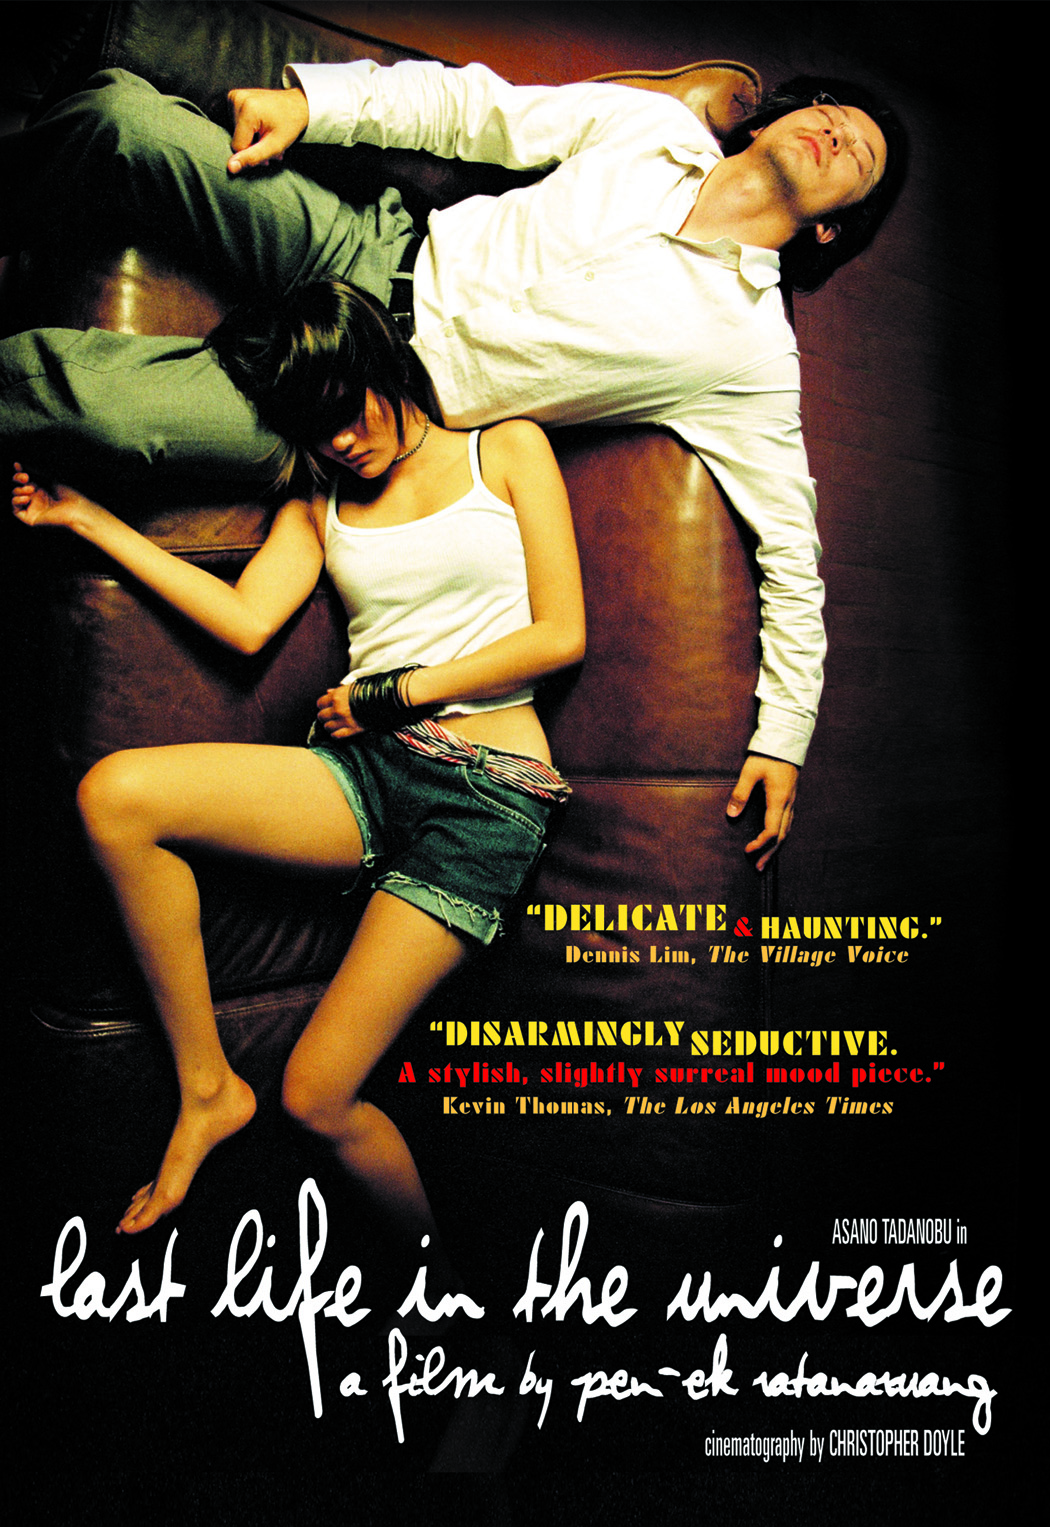 “DELICATE & HAUNTING.”
Dennis Lim, The Village Voice
“DISARMINGLY SEDUCTIVE.
A stylish, slightly surreal mood piece.”
Kevin Thomas, The Los Angeles Times
ASANO TADANOBU in
last life in the universe
a film by pen-ek ratanaruang
cinematography by CHRISTOPHER DOYLE